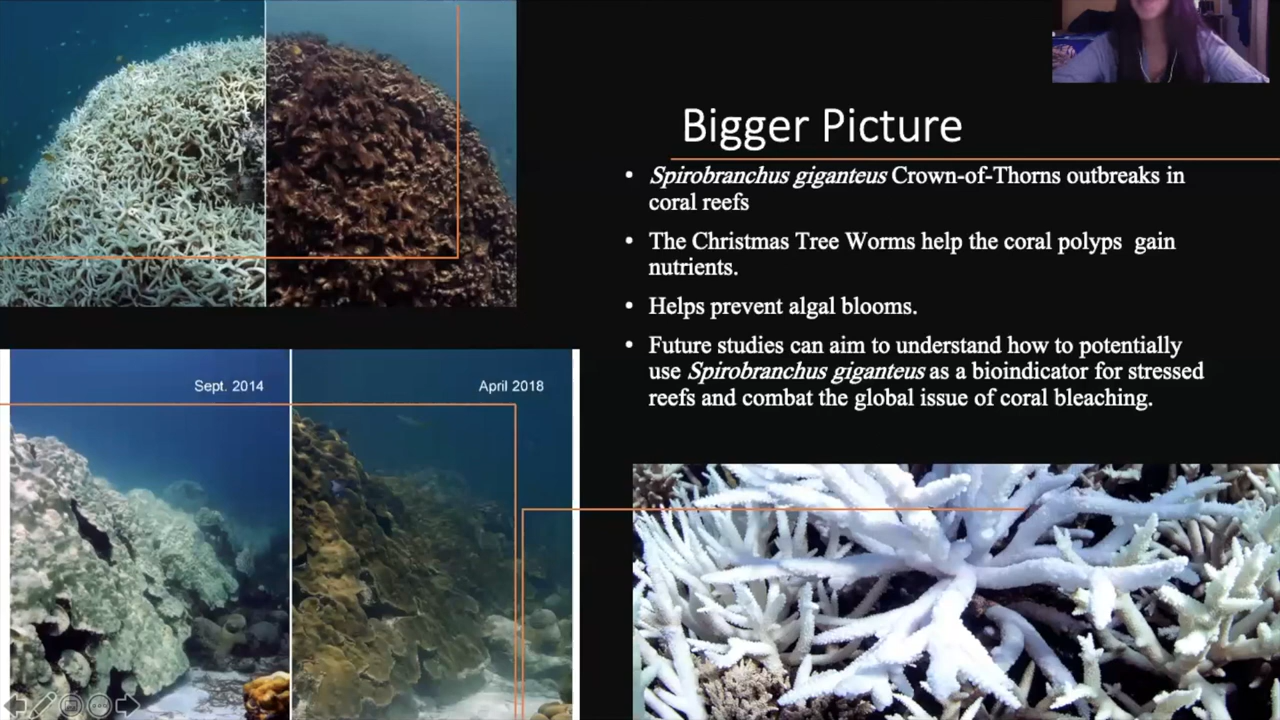 Bigger Picture
• Spirobranchus giganteus Crown-of-Thorns outbreaks in
coral reefs
• The Christmas Tree Worms help the coral polyps gain
nutrients.
• Helps prevent algal blooms.
• Future studies can aim to understand how to potentially
use Spirobranchus giganteus as a bioindicator for stressed
reefs and combat the global issue of coral bleaching.
Sept. 2014
April 2018